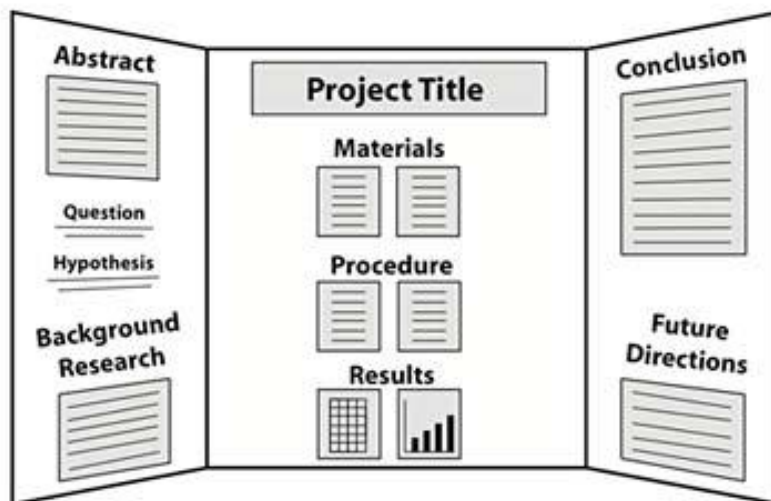 Abstract
Question
Hypothesis
Background
Research
Project Title
Materials
Procedure
Results
Conclusion
Future
Directions